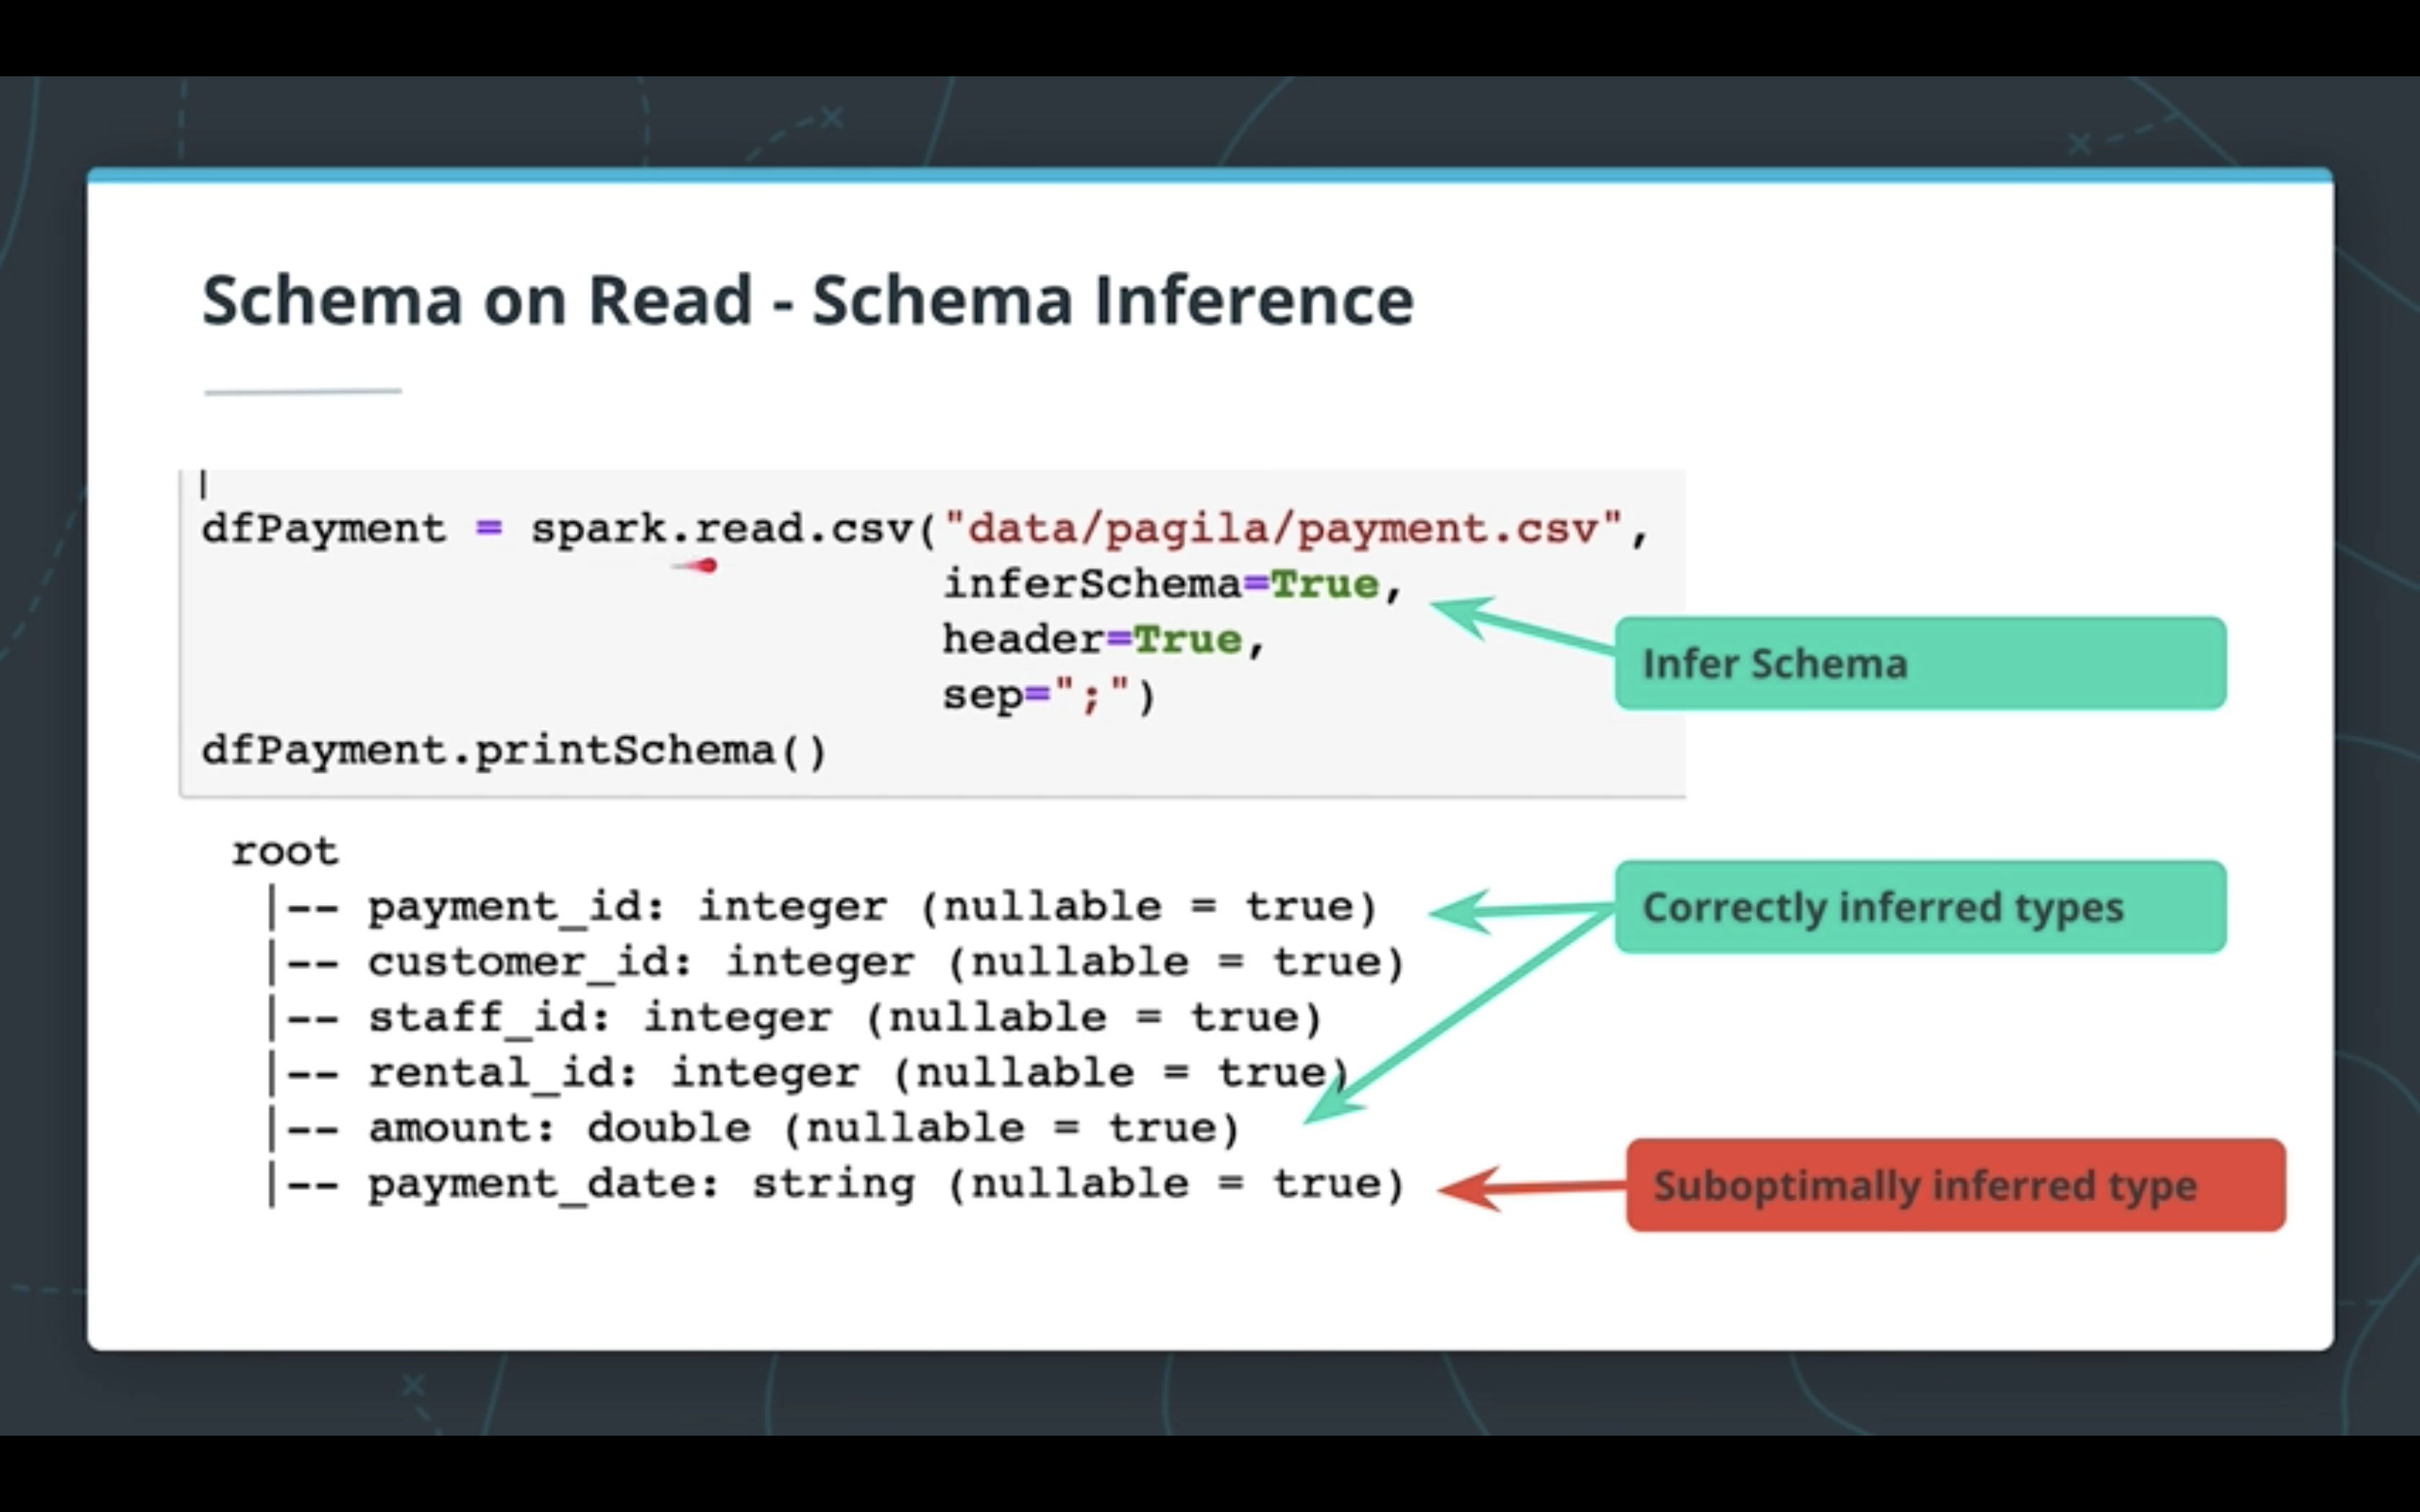 Schema on Read - Schema Inference
dfPayment = spark.read.csv("data/pagila/payment.csv",
inferSchema=True,
header=True,
sep=";")
dfPayment.printSchema()
Infer Schema
root
|-- payment_id: integer (nullable = true)
|-- customer_id: integer (nullable = true)
|-- staff_id: integer (nullable = true)
|-- rental_id: integer (nullable = true)
|-- amount: double (nullable = true)
|-- payment_date: string (nullable = true)
Correctly inferred types
Suboptimally inferred type